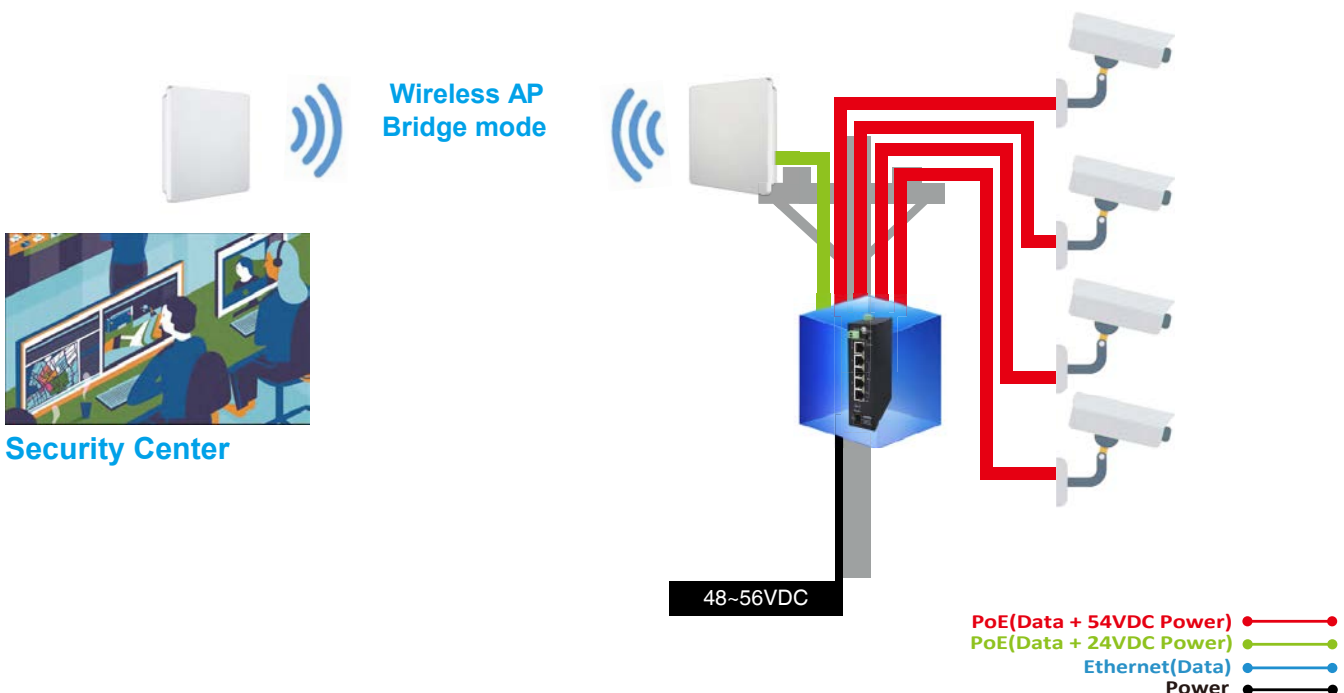 Wireless AP
Bridge mode
Security Center
48~56VDC
PoE(Data + 54VDC Power)
PoE(Data + 24VDC Power)
Ethernet(Data)
Power